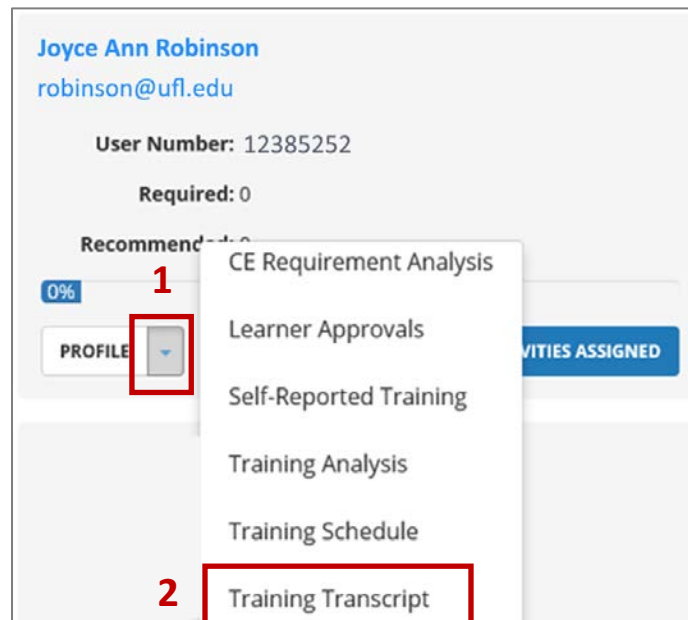 Joyce Ann Robinson
robinson@ufl.edu
User Number: 12385252
Required: 0
1
0%
CE Requirement Analysis
PROFILE
Learner Approvals
ASSIGNED
Self-Reported Training
Training Analysis
Training Schedule
2
Training Transcript